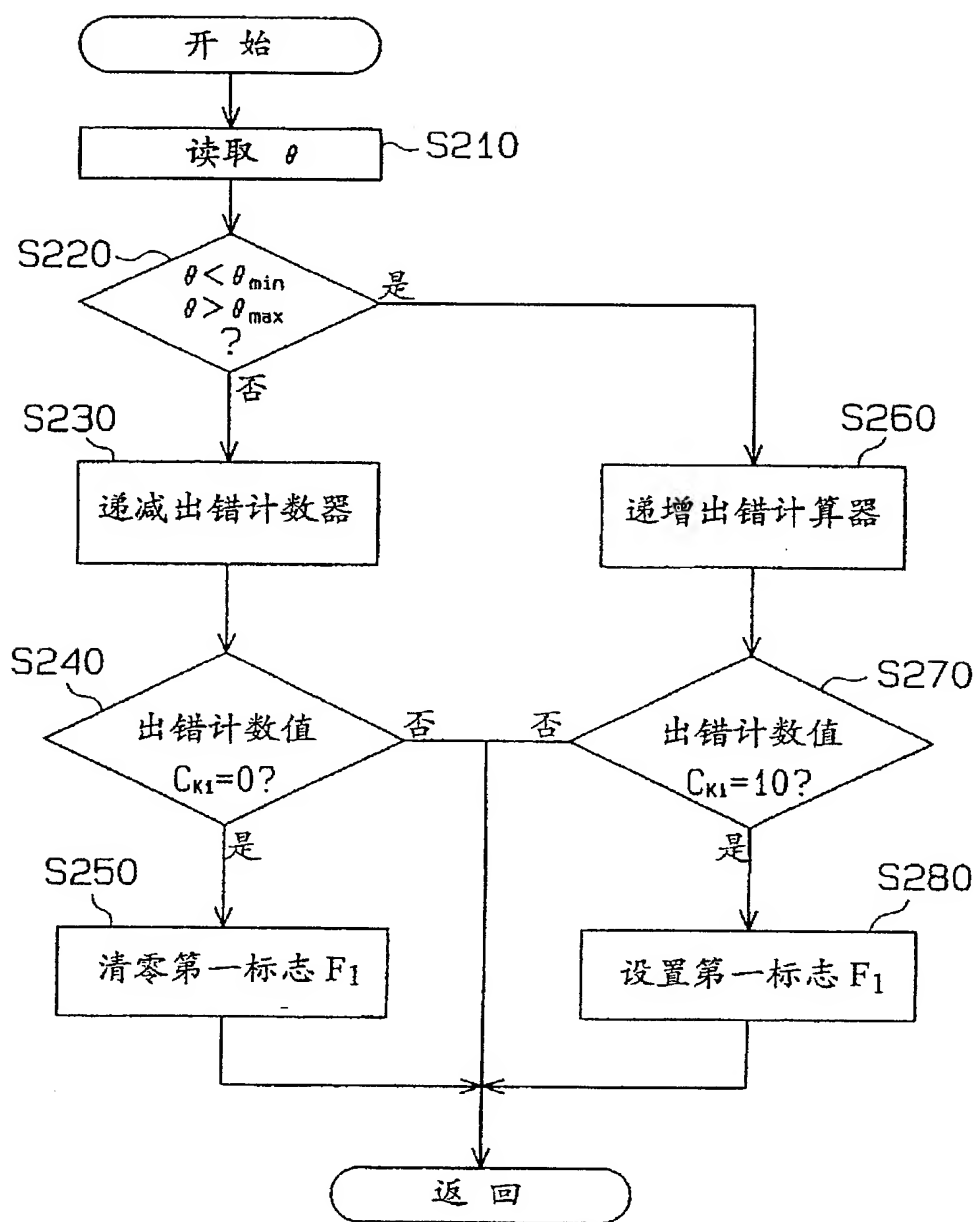 开 始
读取 θ
S210
S220
θ<θmin
θ>θmax
?
是
否
S230
递减出错计数器
S260
递增出错计算器
S240
出错计数值
CK1=0?
否
否
S270
出错计数值
CK1=10?
是
是
S250
清零第一标志 F1
S280
设置第一标志 F1
返 回